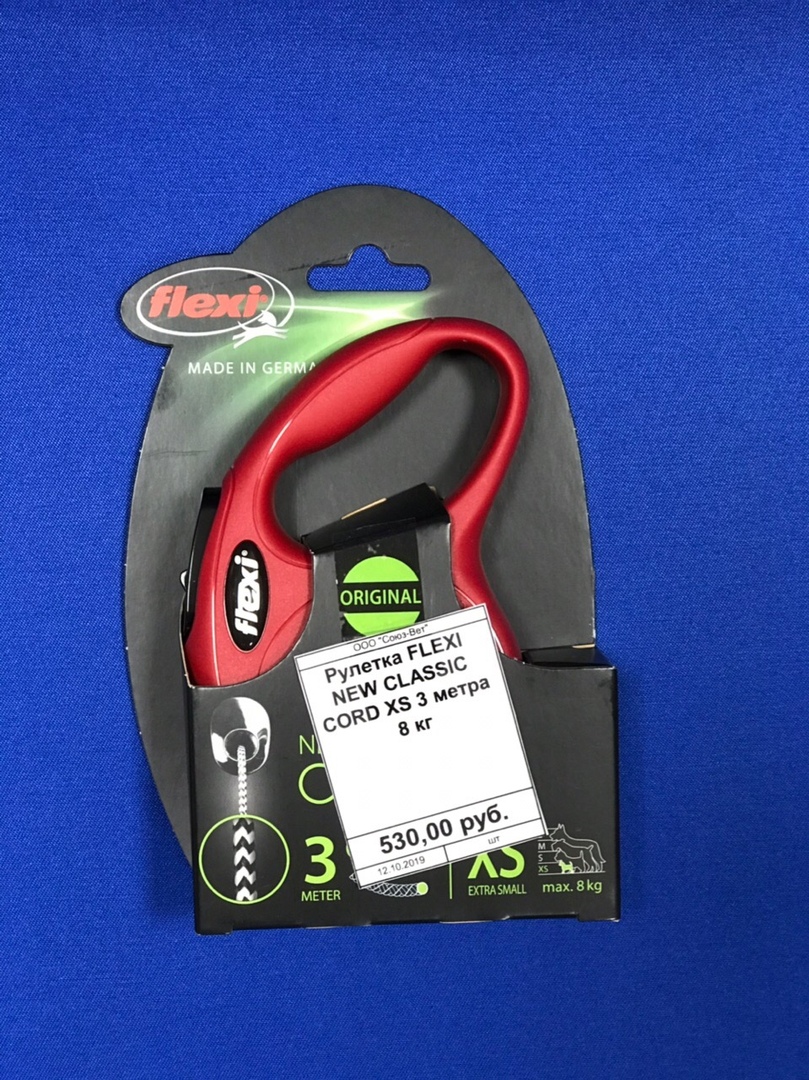 flexi
MADE IN GERMA
flexi
ORIGINAL
ООО "Союз-Вет"
Рулетка FLEXI
NEW CLASSIC
CORD XS 3 метра
8 кг
530,00 руб.
12.10.2019
шт
3
METER
XS
EXTRA SMALL
M
S
XS
max. 8 kg